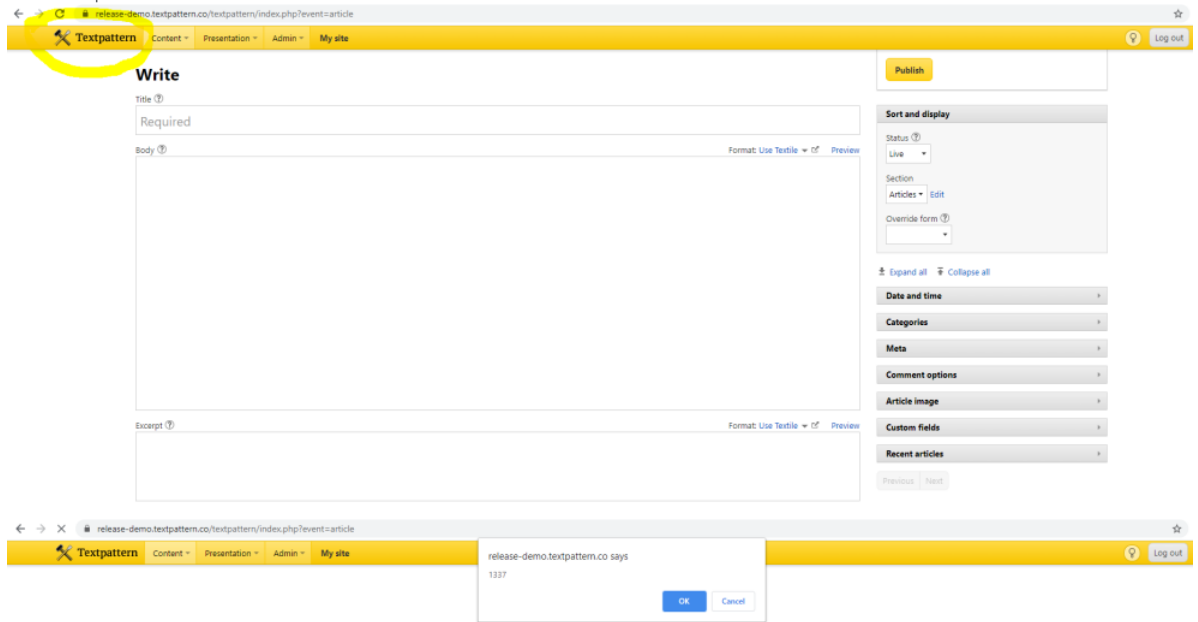 release-demo.textpattern.co/textpattern/index.php?event=article
Textpattern Content Presentation Admin My site Log out
Write
Publish
Title
Required
Sort and display
Body Format: Use Textile Preview
Status
Live
Section
Articles Edit
Override form
Expand all Collapse all
Date and time
Categories
Meta
Comment options
Article image
Excerpt Format: Use Textile Preview
Custom fields
Recent articles
Previous Next
release-demo.textpattern.co/textpattern/index.php?event=article
Textpattern Content Presentation Admin My site Log out
release-demo.textpattern.co says
1337
OK Cancel